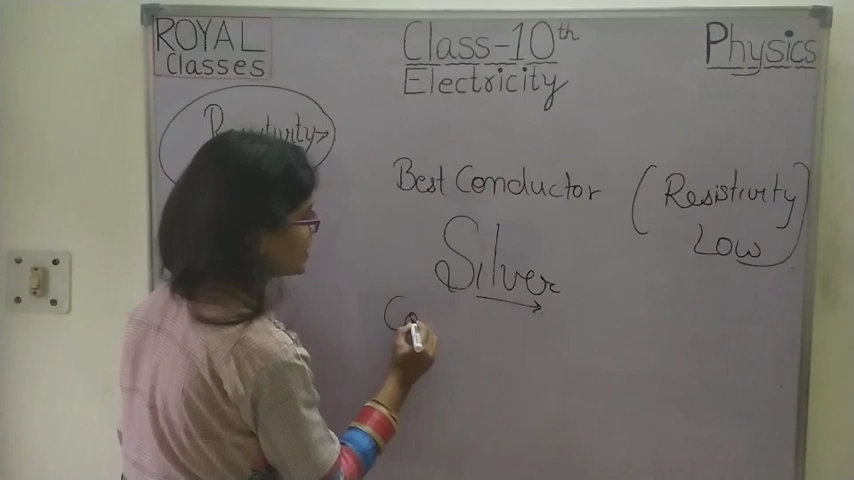 ROYAL
Classes
Class-10th
Electricity
Physics
Best Conductor (Resistivity
Low)
Silver